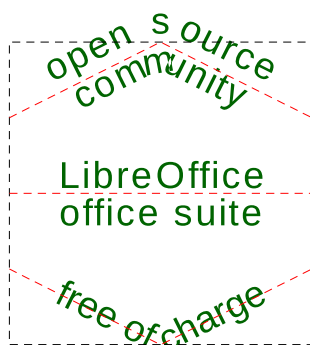 open source
community
LibreOffice
office suite
free of charge